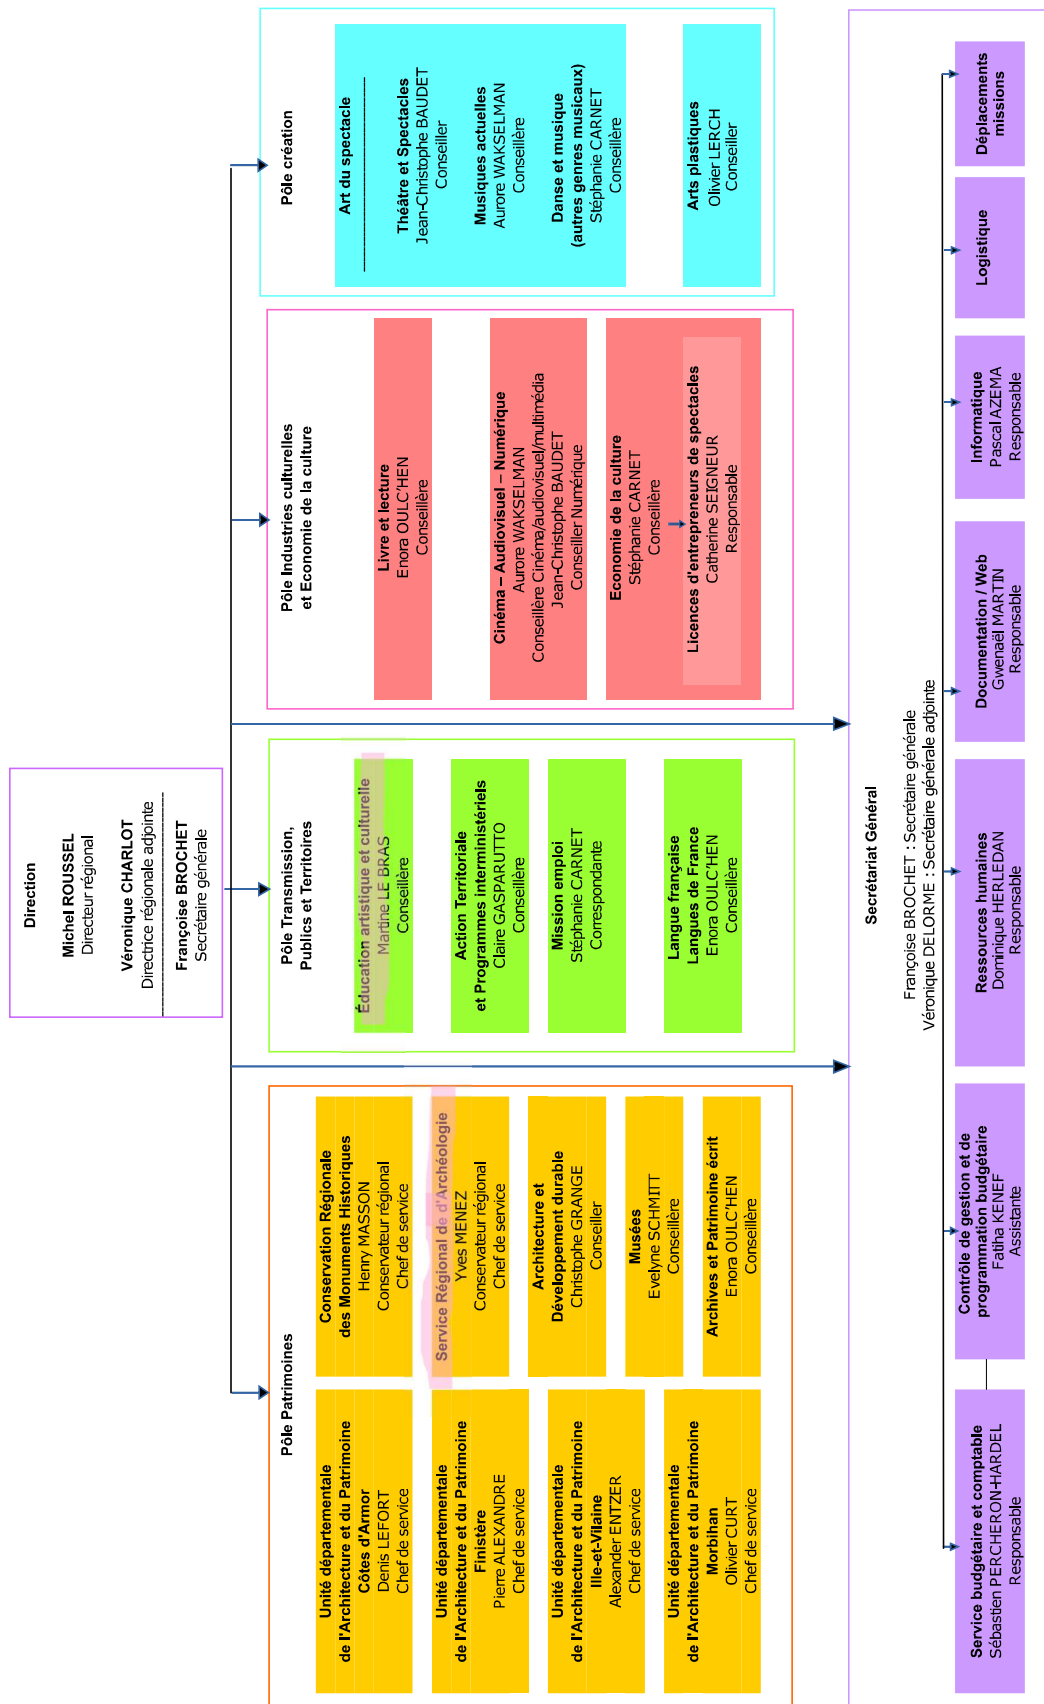 Direction
Michel ROUSSEL
Directeur régional
Véronique CHARLOT
Directrice régionale adjointe
Françoise BROCHET
Secrétaire générale
Pôle Patrimoines
Unité départementale
de l'Architecture et du Patrimoine
Côtes d'Armor
Denis LEFORT
Chef de service
Unité départementale
de l'Architecture et du Patrimoine
Finistère
Pierre ALEXANDRE
Chef de service
Unité départementale
de l'Architecture et du Patrimoine
Ille-et-Vilaine
Alexander ENTZER
Chef de service
Unité départementale
de l'Architecture et du Patrimoine
Morbihan
Olivier CURT
Chef de service
Conservation Régionale
des Monuments Historiques
Henry MASSON
Conservateur régional
Chef de service
Service Régional de d'Archéologie
Yves MENEZ
Conservateur régional
Chef de service
Architecture et
Développement durable
Christophe GRANGE
Conseiller
Musées
Evelyne SCHMITT
Conseillère
Archives et Patrimoine écrit
Enora OULC'HEN
Conseillère
Pôle Transmission,
Publics et Territoires
Éducation artistique et culturelle
Martine LE BRAS
Conseillère
Action Territoriale
et Programmes interministériels
Claire GASPARUTTO
Conseillère
Mission emploi
Stéphanie CARNET
Correspondante
Langue française
Langues de France
Enora OULC'HEN
Conseillère
Pôle Industries culturelles
et Economie de la culture
Livre et lecture
Enora OULC'HEN
Conseillère
Cinéma – Audiovisuel – Numérique
Aurore WAKSELMAN
Conseillère Cinéma/audiovisuel/multimédia
Jean-Christophe BAUDET
Conseiller Numérique
Economie de la culture
Stéphanie CARNET
Conseillère
Licences d'entrepreneurs de spectacles
Catherine SEIGNEUR
Responsable
Pôle création
Art du spectacle
Théâtre et Spectacles
Jean-Christophe BAUDET
Conseiller
Musiques actuelles
Aurore WAKSELMAN
Conseillère
Danse et musique
(autres genres musicaux)
Stéphanie CARNET
Conseillère
Arts plastiques
Olivier LERCH
Conseiller
Secrétariat Général
Françoise BROCHET : Secrétaire générale
Véronique DELORME : Secrétaire générale adjointe
Service budgétaire et comptable
Sébastien PERCHERON-HARDEL
Responsable
Contrôle de gestion et de
programmation budgétaire
Fatiha KENEF
Assistante
Ressources humaines
Dominique HERLEDAN
Responsable
Documentation / Web
Gwenaël MARTIN
Responsable
Informatique
Pascal AZEMA
Responsable
Logistique
Déplacements
missions